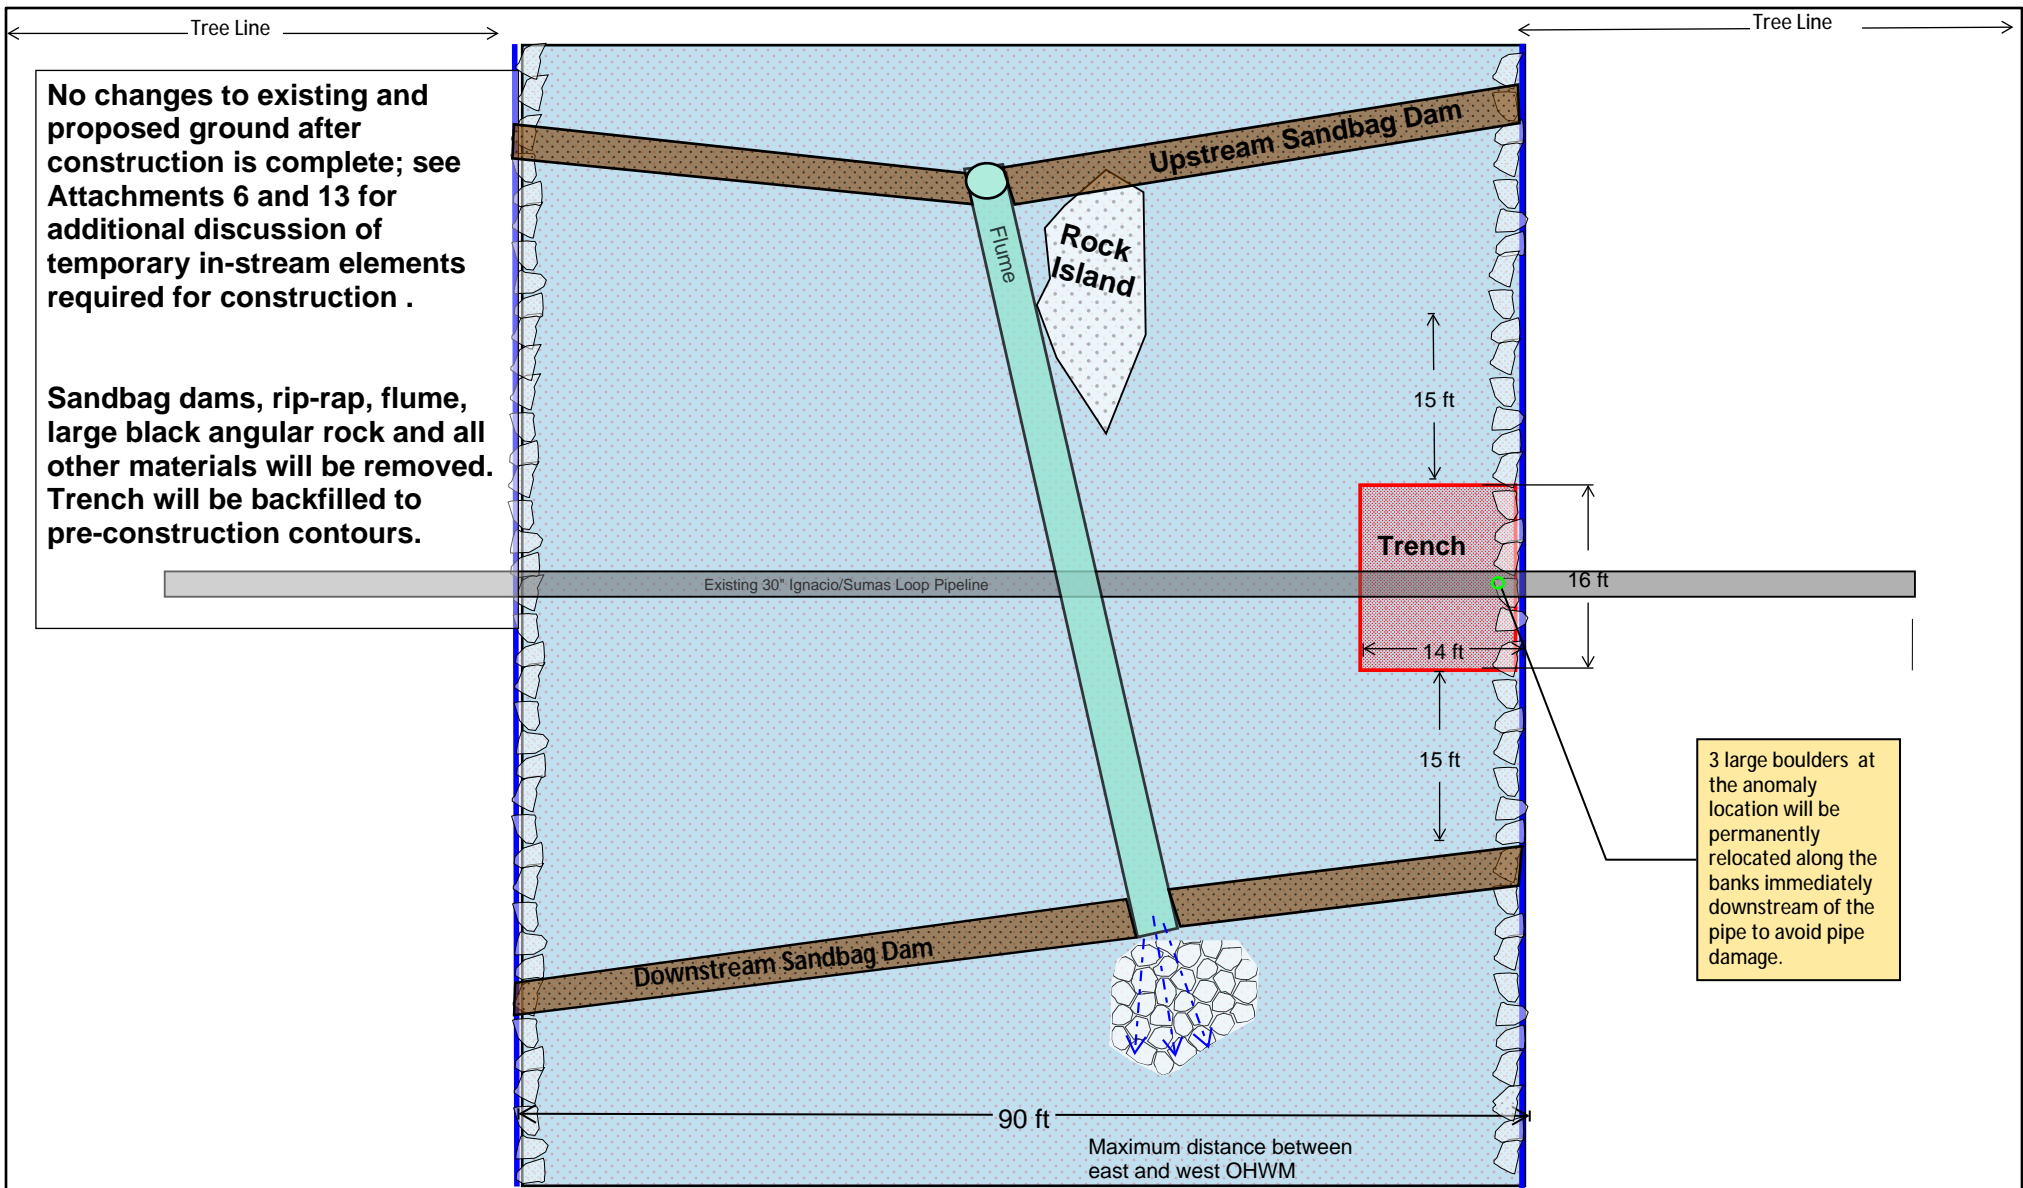 Tree Line
Tree Line
No changes to existing and
proposed ground after
construction is complete; see
Attachments 6 and 13 for
additional discussion of
temporary in-stream elements
required for construction .
Sandbag dams, rip-rap, flume,
large black angular rock and all
other materials will be removed.
Trench will be backfilled to
pre-construction contours.
Upstream Sandbag Dam
Flume
Rock
Island
15 ft
Trench
Existing 30" Ignacio/Sumas Loop Pipeline
16 ft
14 ft
15 ft
3 large boulders at
the anomaly
location will be
permanently
relocated along the
banks immediately
downstream of the
pipe to avoid pipe
damage.
Downstream Sandbag Dam
90 ft
Maximum distance between
east and west OHWM